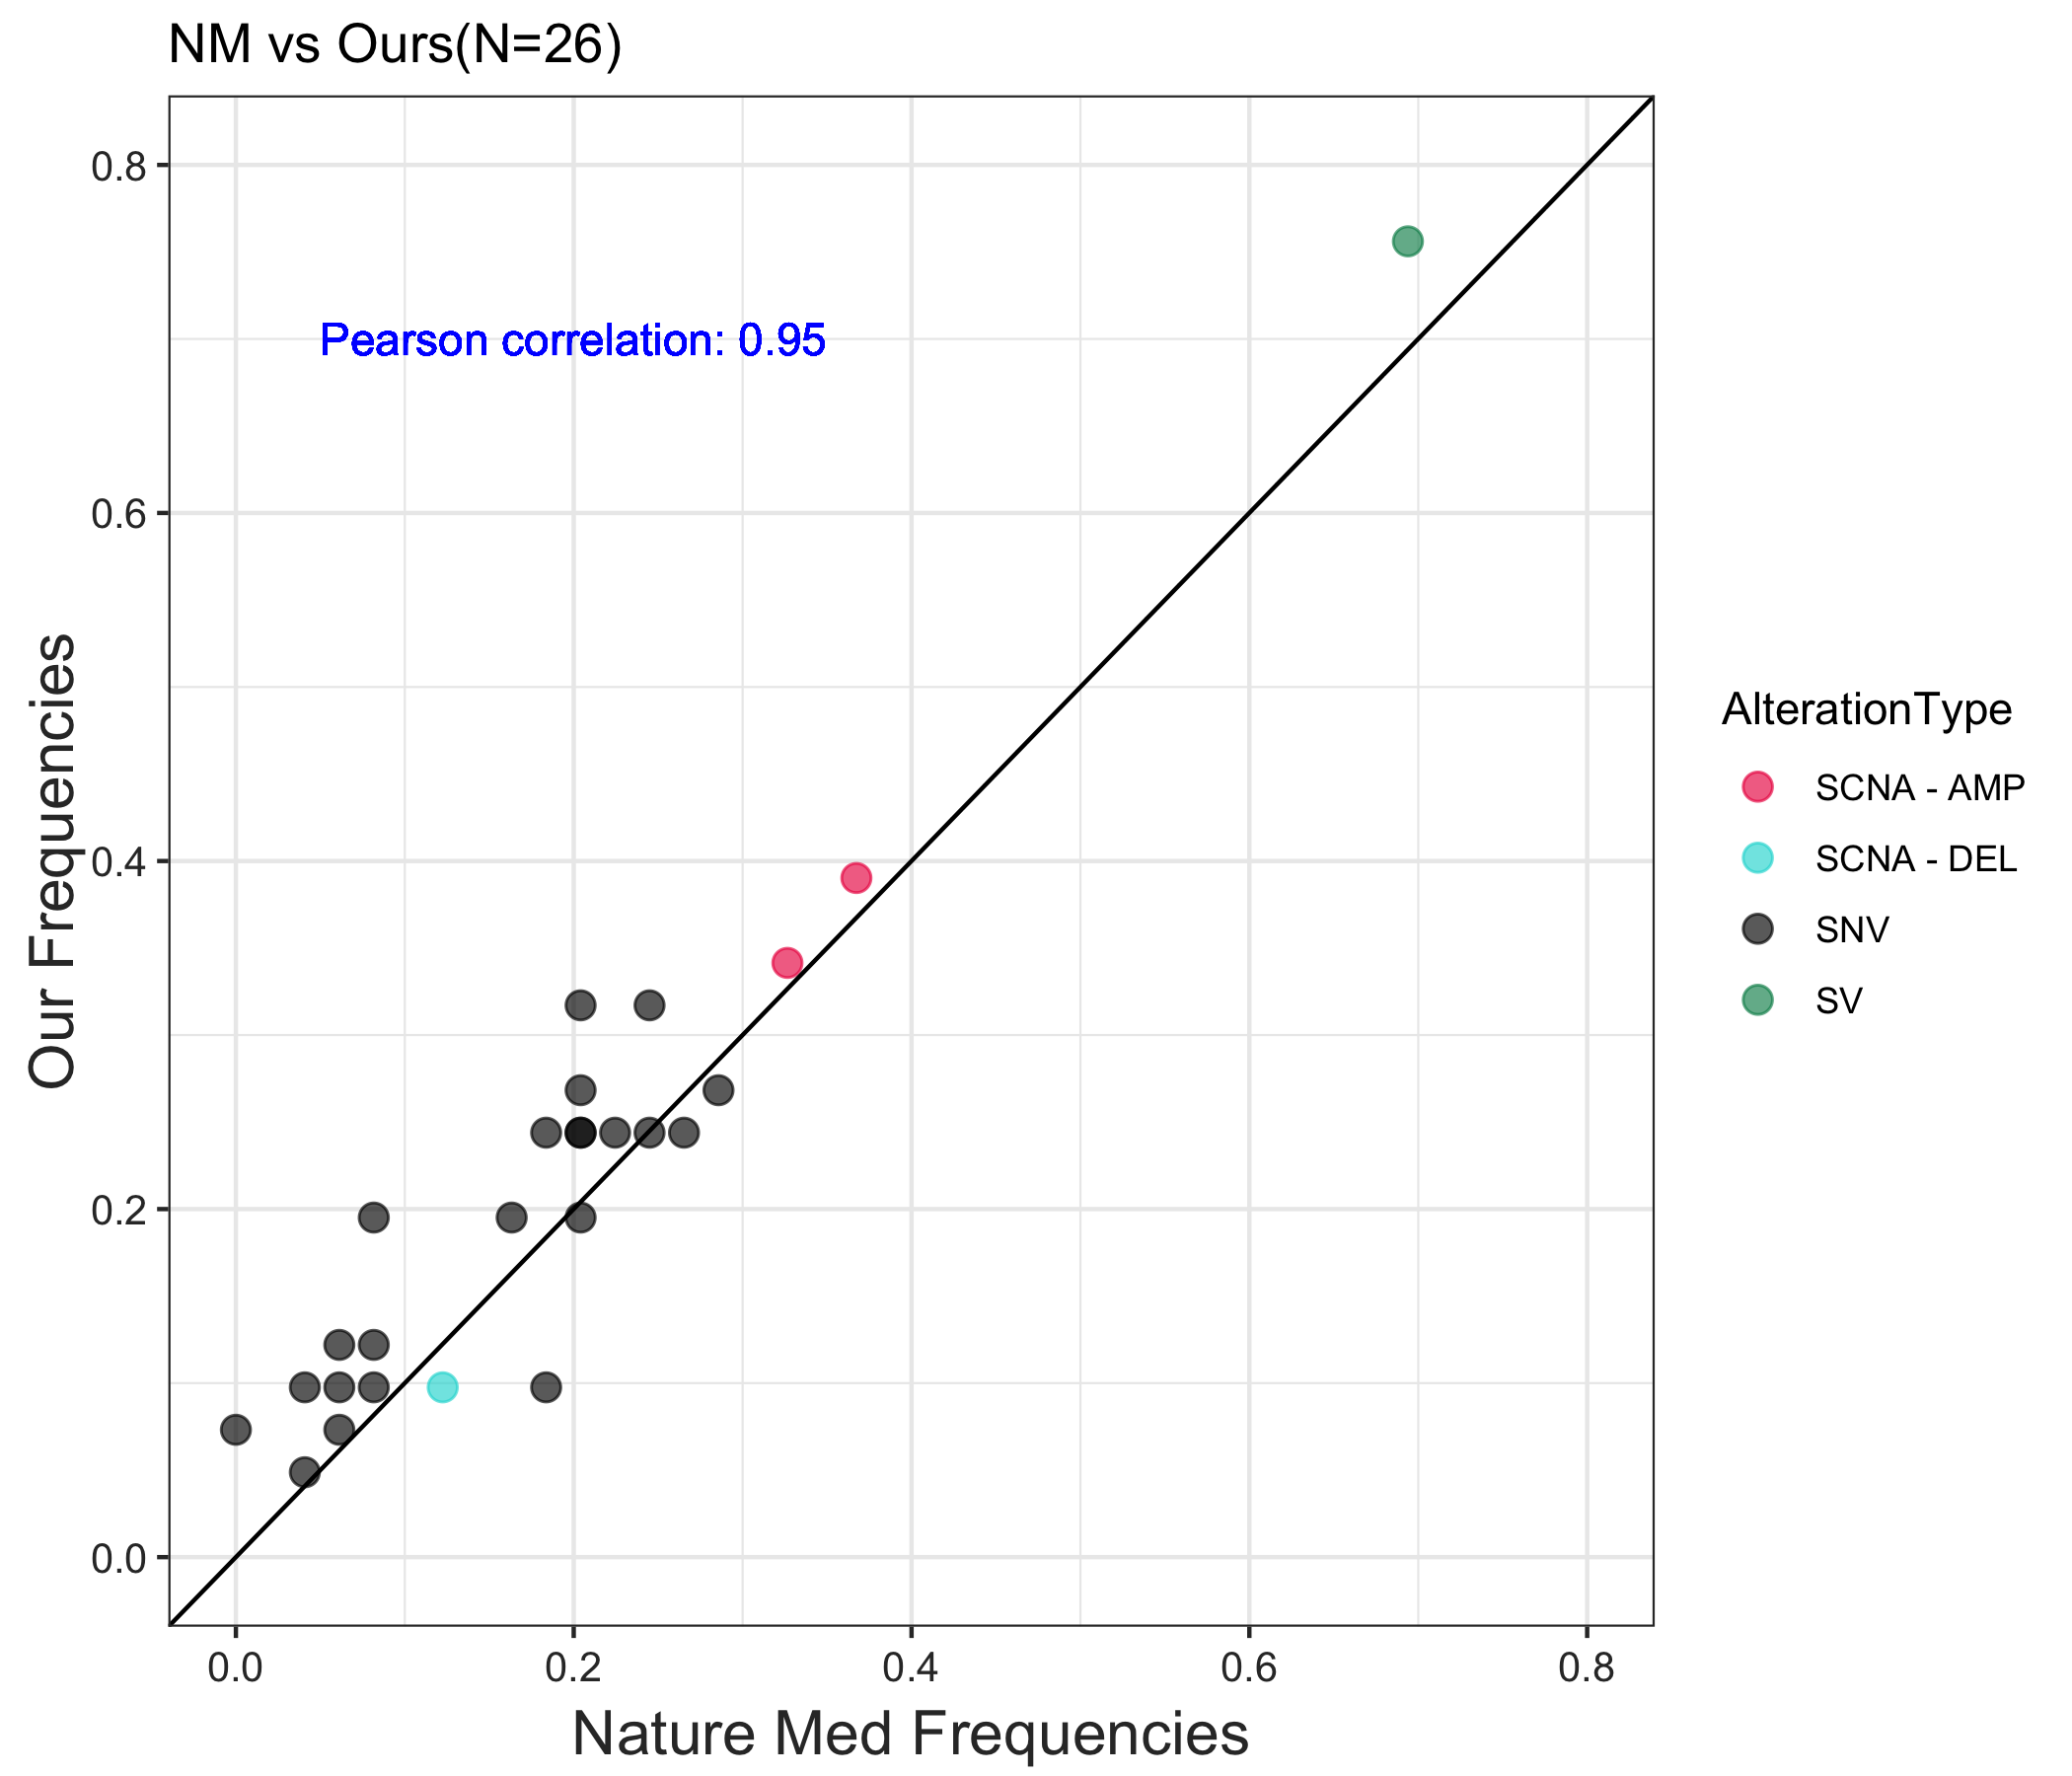 NM vs Ours(N=26)
Pearson correlation: 0.95
0.8
0.6
0.4
0.2
0.0
Our Frequencies
0.0 0.2 0.4 0.6 0.8
Nature Med Frequencies
AlterationType
SCNA - AMP
SCNA - DEL
SNV
SV